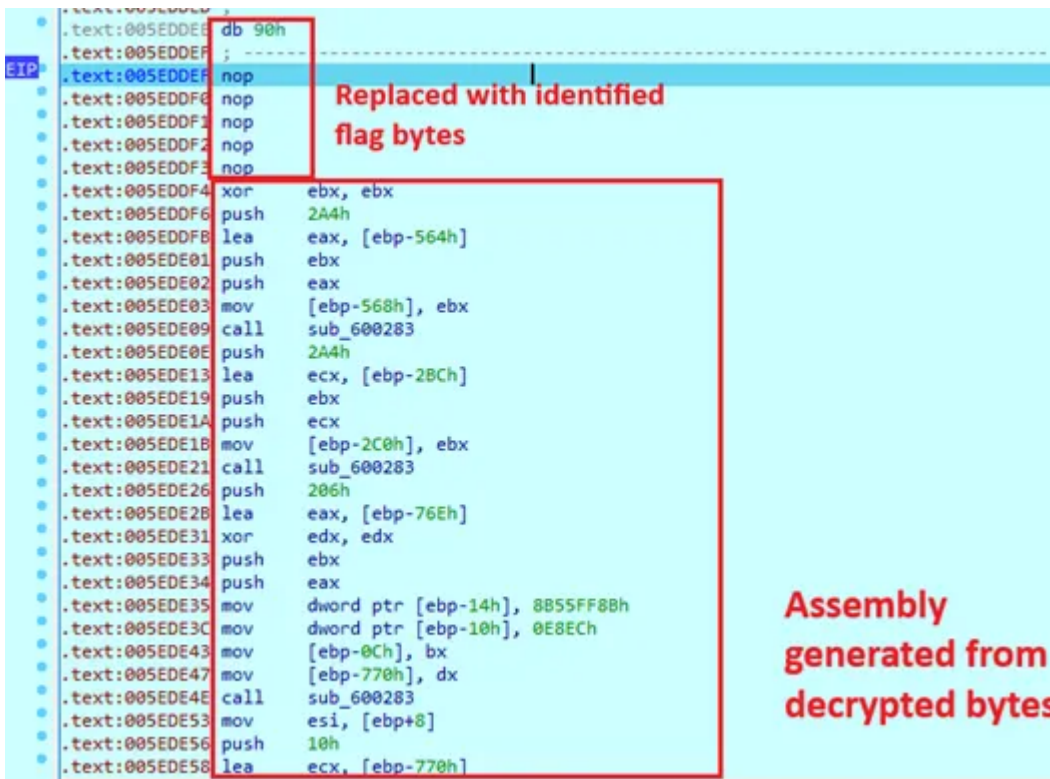 .text:005EDDEE db 90h
.text:005EDDEF ; ------------------------------------------------------------
EIP .text:005EDDEF nop
.text:005EDDF0 nop
.text:005EDDF1 nop
.text:005EDDF2 nop
.text:005EDDF3 nop
Replaced with identified
flag bytes
.text:005EDDF4 xor ebx, ebx
.text:005EDDF6 push 2A4h
.text:005EDDFB lea eax, [ebp-564h]
.text:005EDE01 push ebx
.text:005EDE02 push eax
.text:005EDE03 mov [ebp-568h], ebx
.text:005EDE09 call sub_600283
.text:005EDE0E push 2A4h
.text:005EDE13 lea ecx, [ebp-2BCh]
.text:005EDE19 push ebx
.text:005EDE1A push ecx
.text:005EDE1B mov [ebp-2C0h], ebx
.text:005EDE21 call sub_600283
.text:005EDE26 push 206h
.text:005EDE2B lea eax, [ebp-76Eh]
.text:005EDE31 xor edx, edx
.text:005EDE33 push ebx
.text:005EDE34 push eax
.text:005EDE35 mov dword ptr [ebp-14h], 8B55FF8Bh
.text:005EDE3C mov dword ptr [ebp-10h], 0E8ECh
.text:005EDE43 mov [ebp-0Ch], bx
.text:005EDE47 mov [ebp-770h], dx
.text:005EDE4E call sub_600283
.text:005EDE53 mov esi, [ebp+8]
.text:005EDE56 push 10h
.text:005EDE58 lea ecx, [ebp-770h]
Assembly
generated from
decrypted bytes